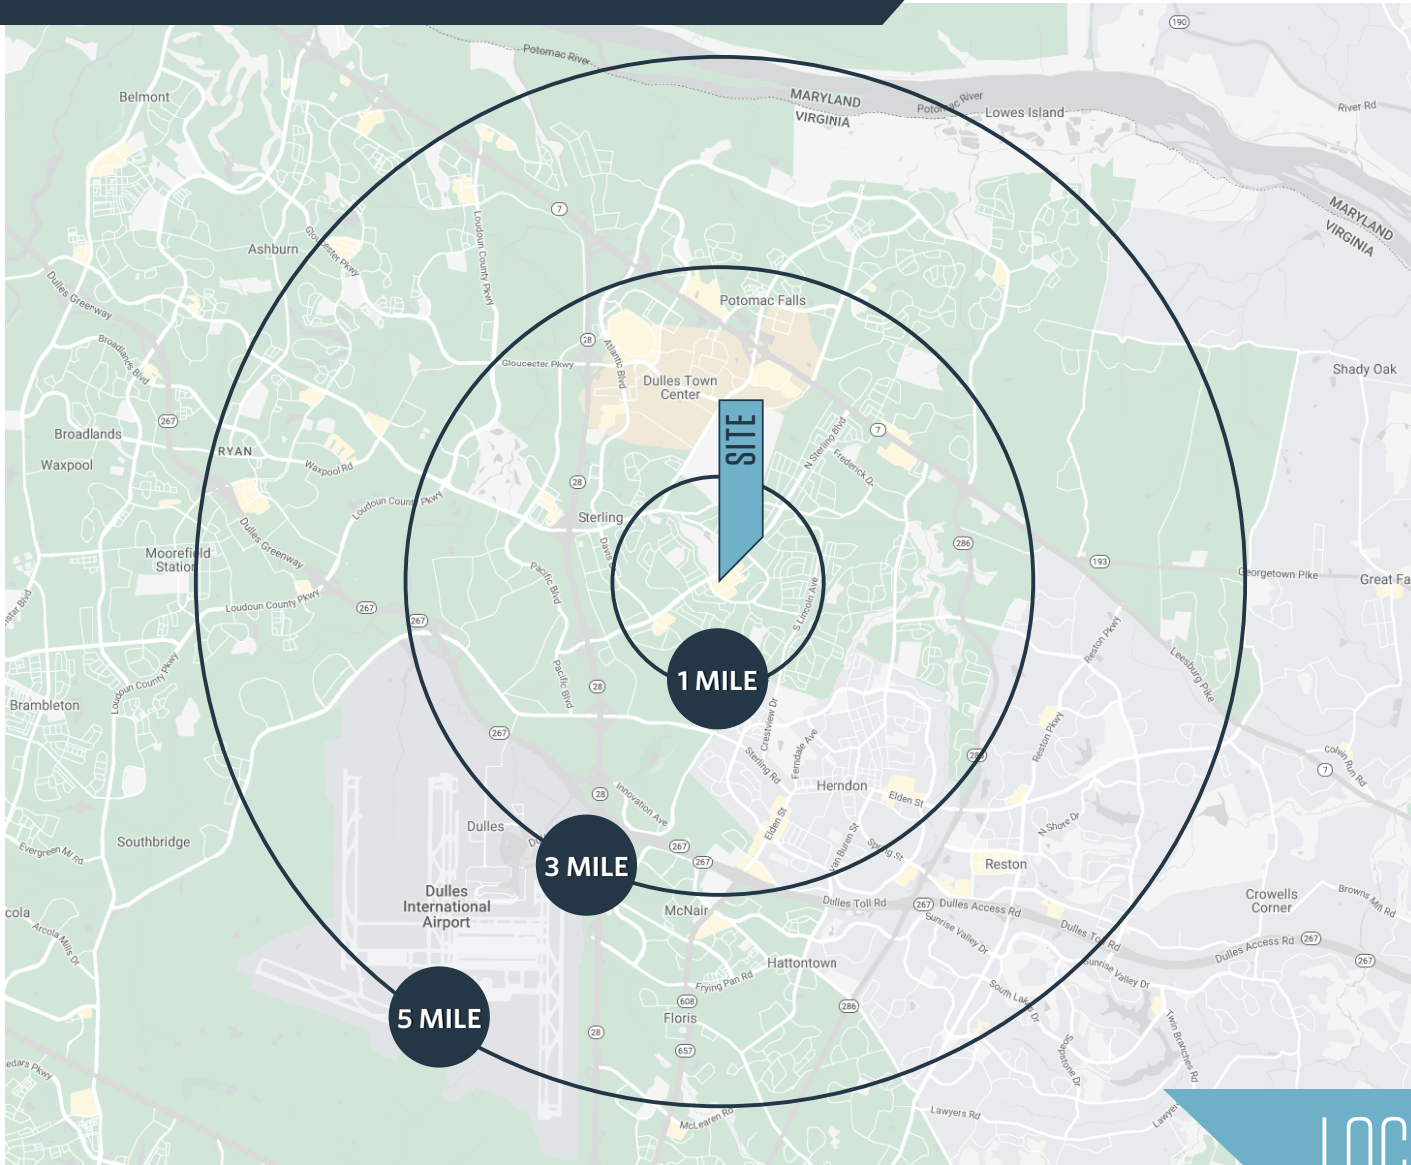 190
Potomac River
Belmont
MARYLAND
VIRGINIA
Potomac River
Lowes Island
River Rd
7
MARYLAND
VIRGINIA
Ashburn
Gloucester Pkwy
Loudoun County Pkwy
Dulles Greenway
Potomac Falls
Broadlands Blvd
28
Atlantic Blvd
Gloucester Pkwy
Shady Oak
Dulles Town
Center
267
SITE
N Sterling Blvd
7
Broadlands
RYAN
Waxpool
Waxpool Rd
Frederick Dr
28
Loudoun County Pkwy
Sterling
Dulles Greenway
286
Moorefield
Station
Davis
193
Georgetown Pike
Great Fa
Pacific Blvd
S Lincoln Ave
Loudoun County Pkwy
267
267
Reston Pkwy
Loudoun County Pkwy
Pacific Blvd
28
1 MILE
Leesburg Pike
Brambleton
267
Crestview Dr
Reston Pkwy
Ferndale Ave
Sterling Rd
Colvin Run Rd
7
Herndon
28
Innovation Ave
Elden St
Elden St
Dulles
N Shore Dr
Southbridge
Evergreen Mill Rd
267
267
Van Buren St
Spring St
3 MILE
Reston
Dulles
International
Airport
McNair
Dulles Toll Rd
267
Dulles Access Rd
Crowells
Corner
Browns Mill Rd
cola
Arcola Mills Dr
Sunrise Valley Dr
Dulles Toll Rd
Dulles Access Rd
267
267
Hattontown
Sunrise Valley Dr
Frying Pan Rd
South Lakes Dr
608
286
5 MILE
Floris
28
657
Soapstone Dr
Twin Branches Rd
edars Pkwy
McLearen Rd
Lawyers Rd
Lawyers
LOC